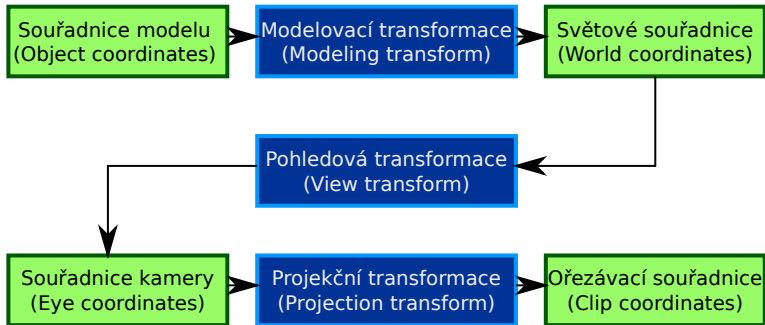 Souřadnice modelu
(Object coordinates)
Modelovací transformace
(Modeling transform)
Světové souřadnice
(World coordinates)
Pohledová transformace
(View transform)
Souřadnice kamery
(Eye coordinates)
Projekční transformace
(Projection transform)
Ořezávací souřadnice
(Clip coordinates)